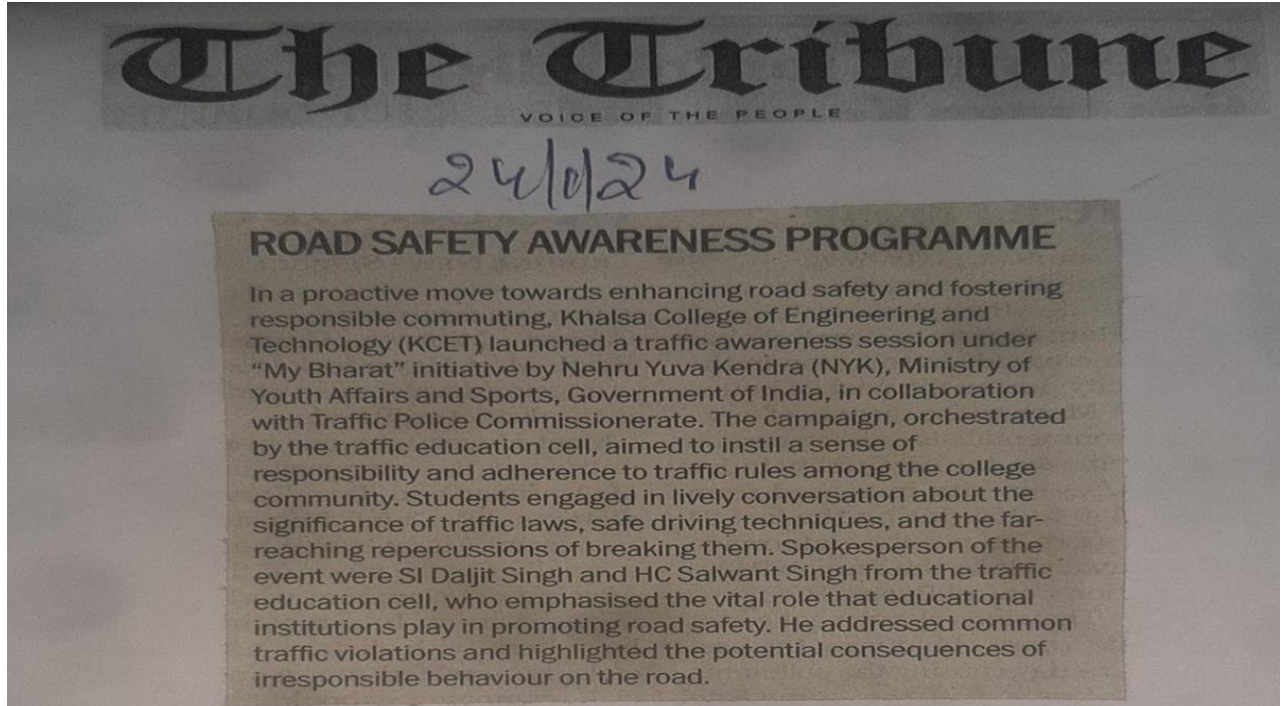 The Tribune
VOICE OF THE PEOPLE
24/1/24
ROAD SAFETY AWARENESS PROGRAMME
In a proactive move towards enhancing road safety and fostering
responsible commuting, Khalsa College of Engineering and
Technology (KCET) launched a traffic awareness session under
“My Bharat” initiative by Nehru Yuva Kendra (NYK), Ministry of
Youth Affairs and Sports, Government of India, in collaboration
with Traffic Police Commissionerate. The campaign, orchestrated
by the traffic education cell, aimed to instil a sense of
responsibility and adherence to traffic rules among the college
community. Students engaged in lively conversation about the
significance of traffic laws, safe driving techniques, and the far-
reaching repercussions of breaking them. Spokesperson of the
event were SI Daljit Singh and HC Salwant Singh from the traffic
education cell, who emphasised the vital role that educational
institutions play in promoting road safety. He addressed common
traffic violations and highlighted the potential consequences of
irresponsible behaviour on the road.